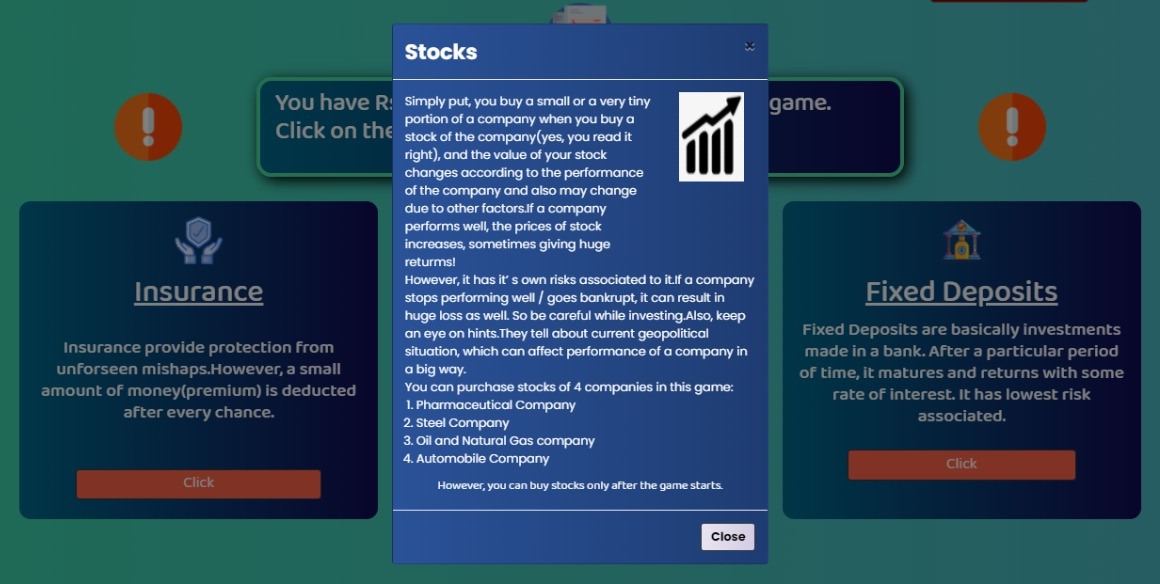 Stocks
×
You have Rs
game.
Click on the
Simply put, you buy a small or a very tiny
portion of a company when you buy a
stock of the company(yes, you read it
right), and the value of your stock
changes according to the performance
of the company and also may change
due to other factors.If a company
performs well, the prices of stock
increases, sometimes giving huge
returms!
However, it has it’ s own risks associated to it.If a company
stops performing well / goes bankrupt, it can result in
huge loss as well. So be careful while investing.Also, keep
an eye on hints.They tell about current geopolitical
situation, which can affect performance of a company in
a big way.
You can purchase stocks of 4 companies in this game:
1. Pharmaceutical Company
2. Steel Company
3. Oil and Natural Gas company
4. Automobile Company
However, you can buy stocks only after the game starts.
Close
Insurance
Insurance provide protection from
unforseen mishaps.However, a small
amount of money(premium) is deducted
after every chance.
Click
Fixed Deposits
Fixed Deposits are basically investments
made in a bank. After a particular period
of time, it matures and returns with some
rate of interest. It has lowest risk
associated.
Click